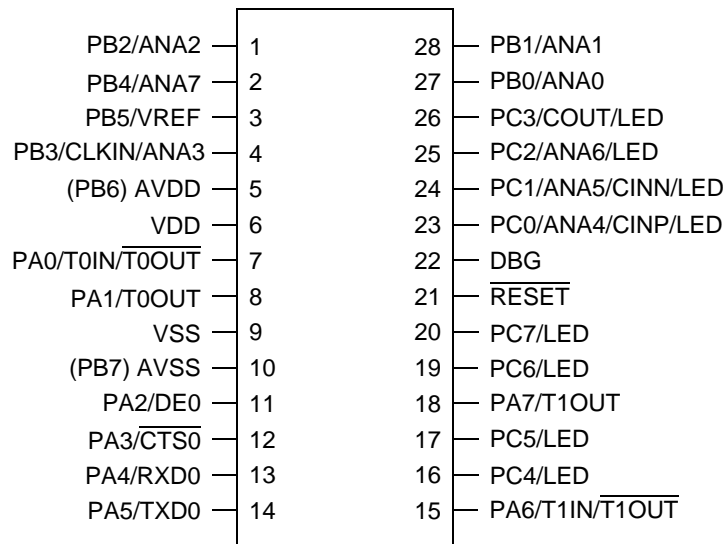 PB2/ANA2 1 28 PB1/ANA1
PB4/ANA7 2 27 PB0/ANA0
PB5/VREF 3 26 PC3/COUT/LED
PB3/CLKIN/ANA3 4 25 PC2/ANA6/LED
(PB6) AVDD 5 24 PC1/ANA5/CINN/LED
VDD 6 23 PC0/ANA4/CINP/LED
PA0/T0IN/T̅0̅O̅U̅T̅ 7 22 DBG
PA1/T0OUT 8 21 R̅E̅S̅E̅T̅
VSS 9 20 PC7/LED
(PB7) AVSS 10 19 PC6/LED
PA2/DE0 11 18 PA7/T1OUT
PA3/C̅T̅S̅0̅ 12 17 PC5/LED
PA4/RXD0 13 16 PC4/LED
PA5/TXD0 14 15 PA6/T1IN/T̅1̅O̅U̅T̅